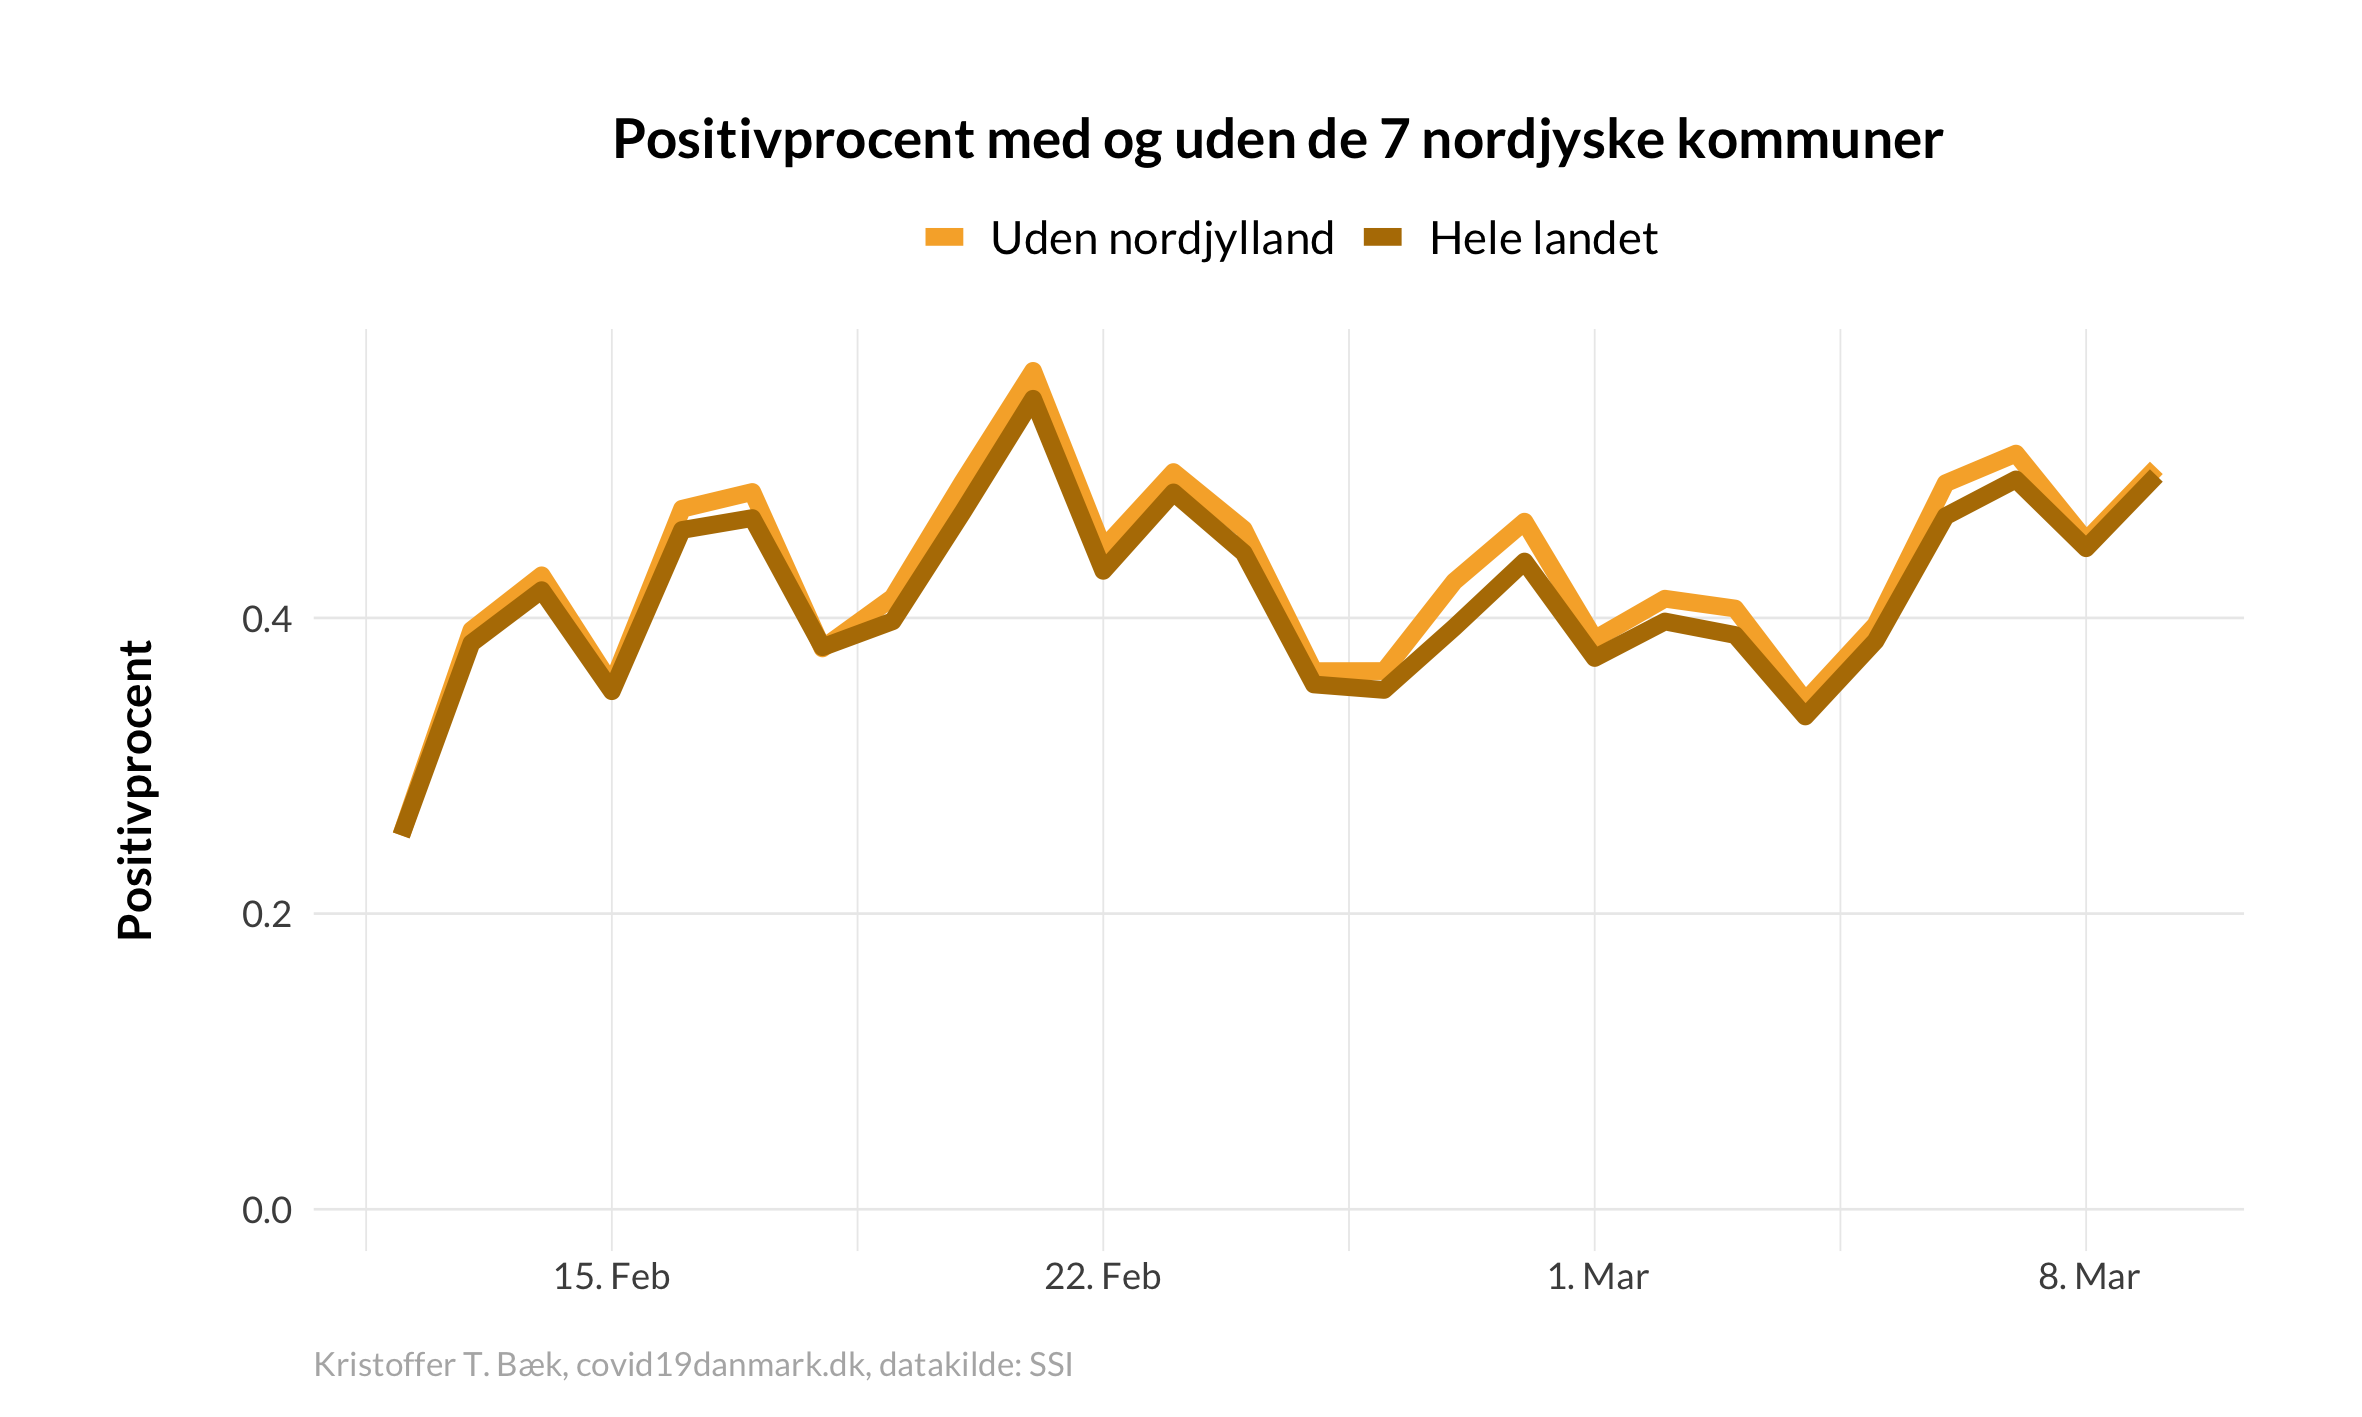 Positivprocent med og uden de 7 nordjyske kommuner
Uden nordjylland Hele landet
Positivprocent
0.4
0.2
0.0
15. Feb 22. Feb 1. Mar 8. Mar
Kristoffer T. Bæk, covid19danmark.dk, datakilde: SSI